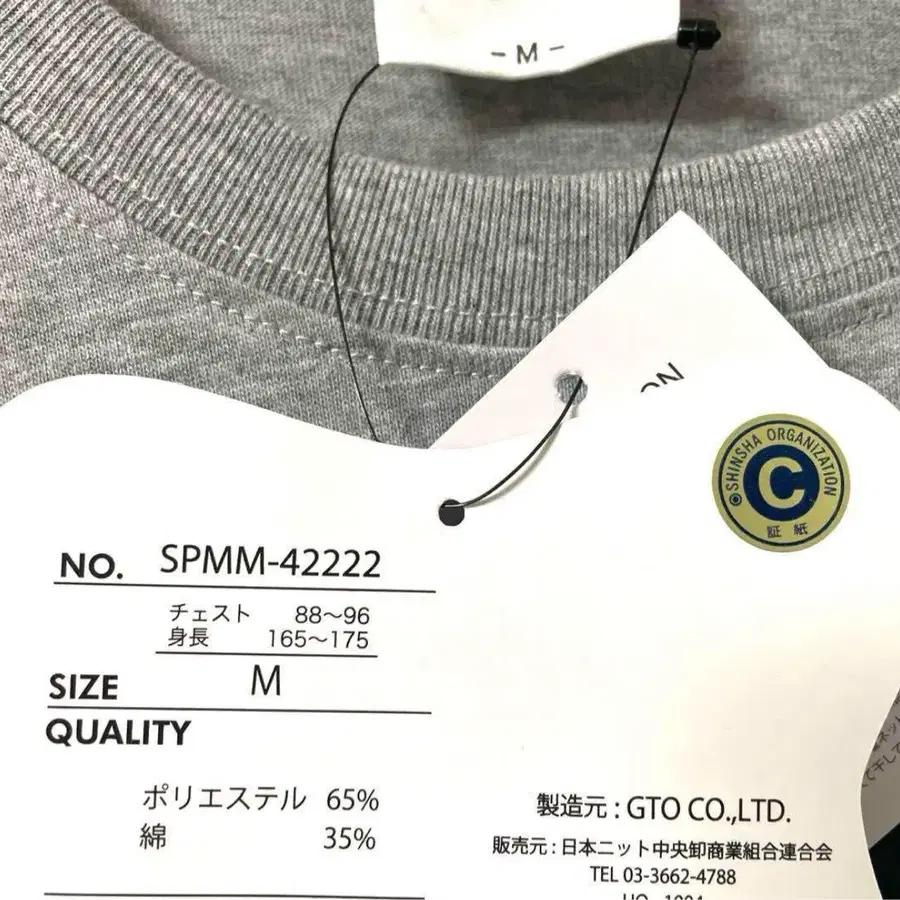 - M -
ON
SHINSHA ORGANIZATION
C
証 紙
NO. SPMM-42222
チェスト 88～96
身長 165～175
SIZE M
QUALITY
ポリエステル 65%
綿 35%
製造元 : GTO CO.,LTD.
販売元 : 日本ニット中央卸商業組合連合会
TEL 03-3662-4788